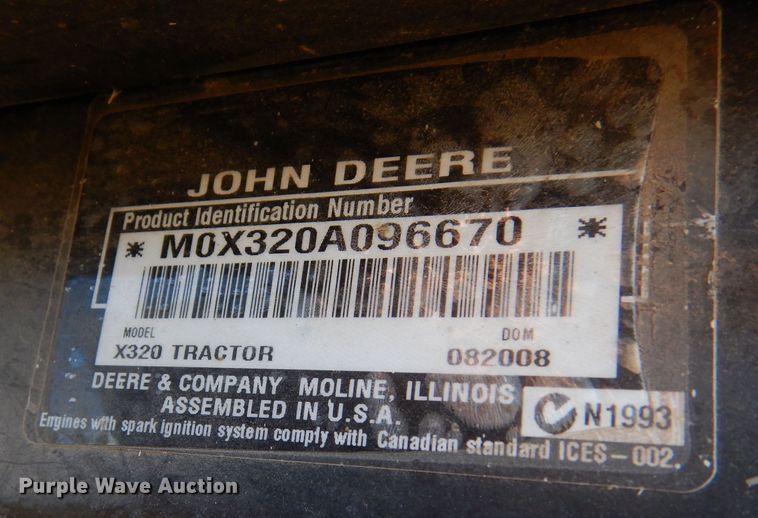 JOHN DEERE
Product Identification Number
* M0X320A096670 *
MODEL DOM
X320 TRACTOR 082008
DEERE & COMPANY MOLINE, ILLINOIS
ASSEMBLED IN U.S.A.
N1993
Engines with spark ignition system comply with Canadian standard ICES-002.
Purple Wave Auction